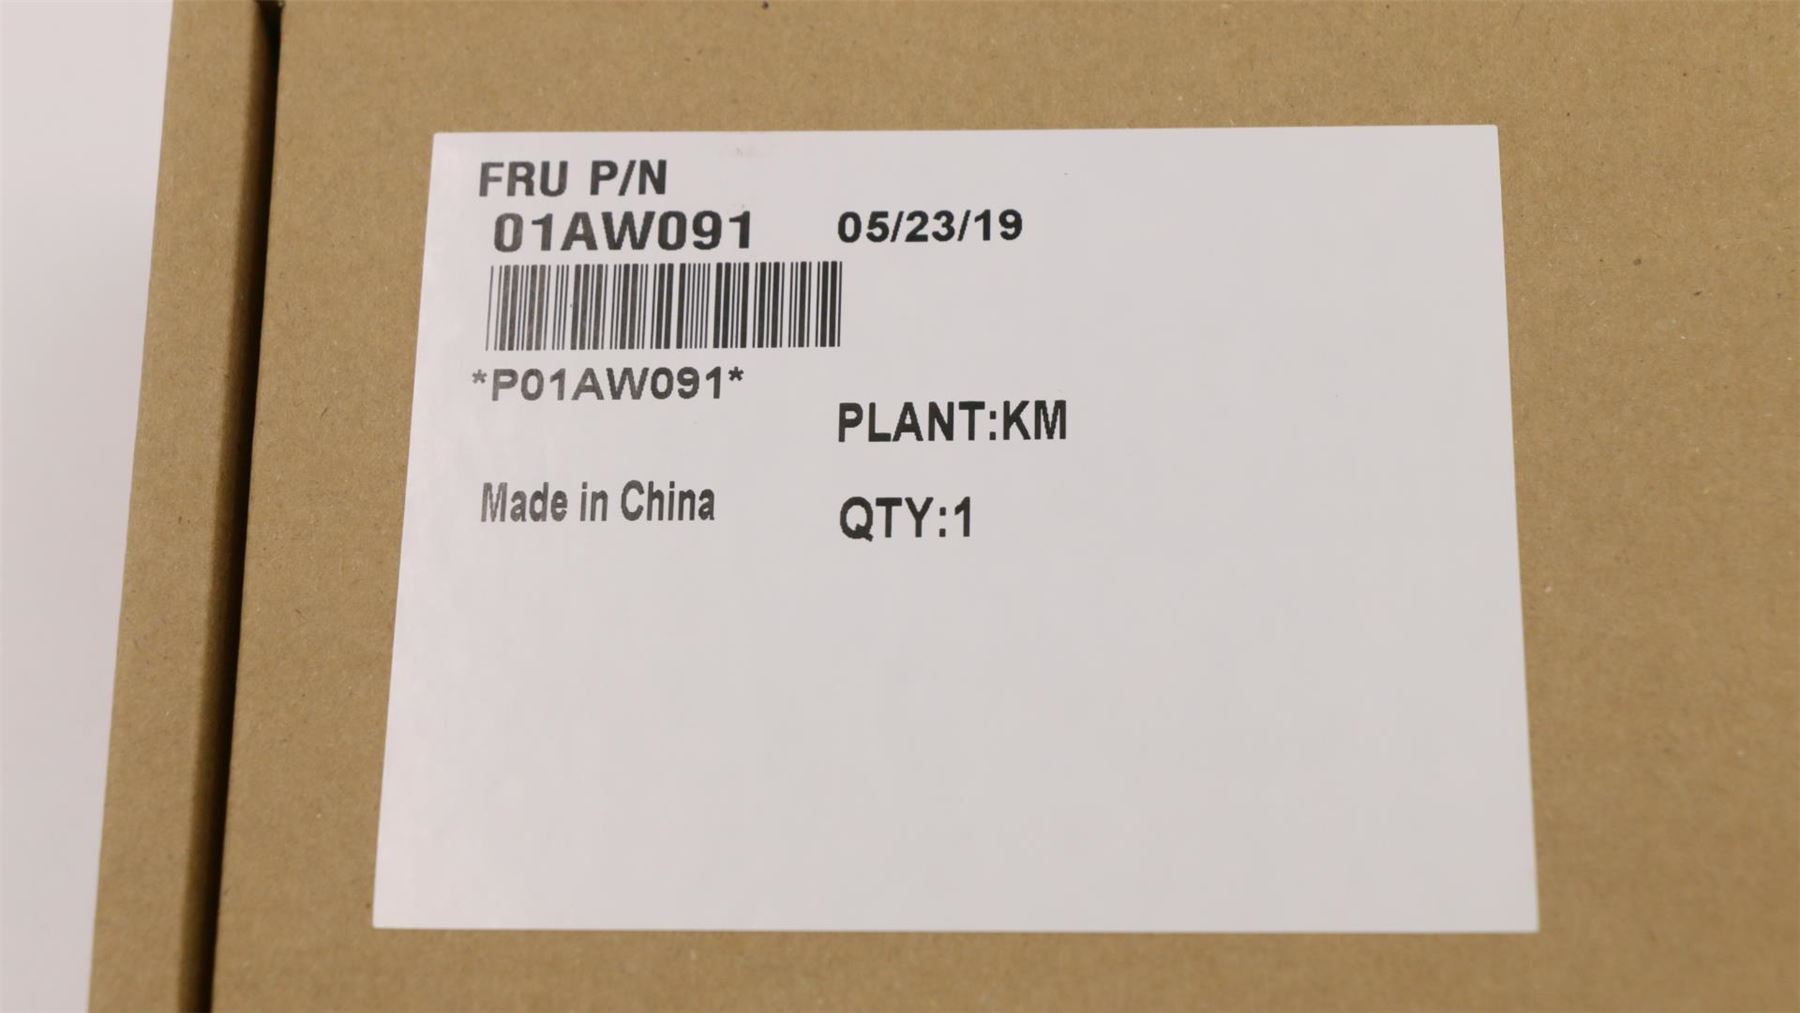 FRU P/N
01AW091 05/23/19
*P01AW091*
PLANT:KM
Made in China
QTY:1